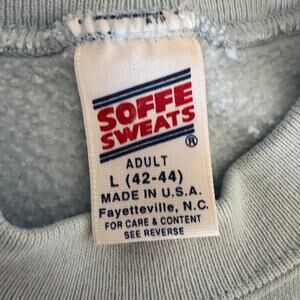 SOFFE
SWEATS
®
ADULT
L (42-44)
MADE IN U.S.A.
Fayetteville, N.C.
FOR CARE & CONTENT
SEE REVERSE